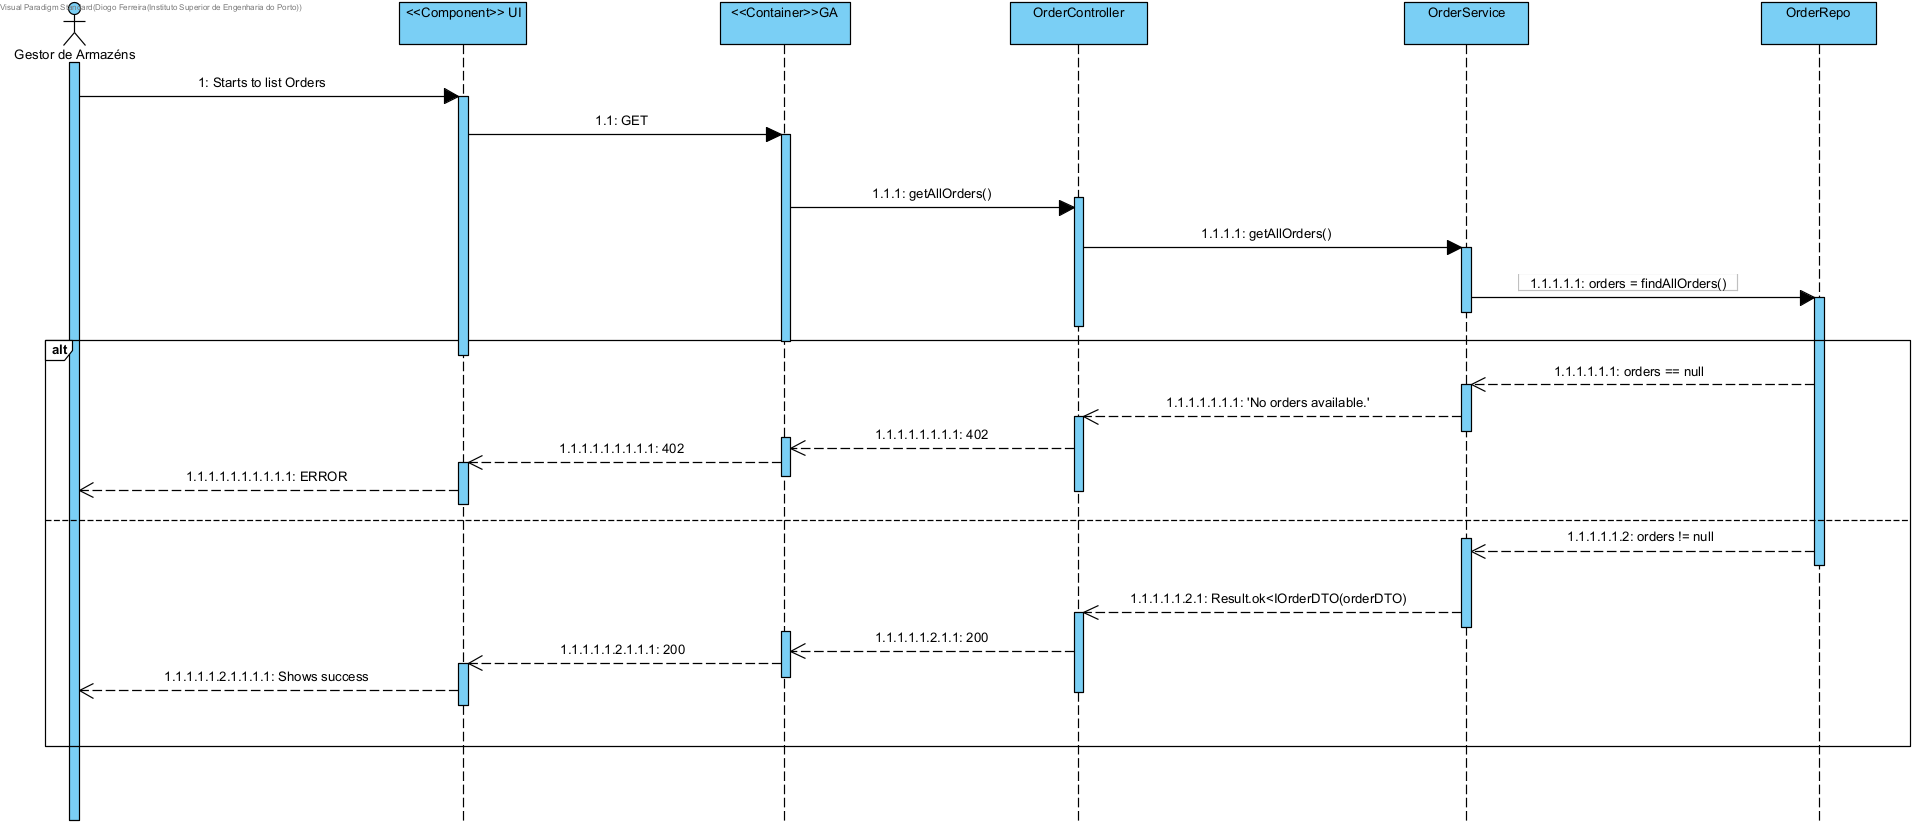 Visual Paradigm Standard(Diogo Ferreira(Instituto Superior de Engenharia do Porto))
Gestor de Armazéns
<<Component>> UI
<<Container>>GA
OrderController
OrderService
OrderRepo
1: Starts to list Orders
1.1: GET
1.1.1: getAllOrders()
1.1.1.1: getAllOrders()
1.1.1.1.1: orders = findAllOrders()
alt
1.1.1.1.1.1: orders == null
1.1.1.1.1.1.1: 'No orders available.'
1.1.1.1.1.1.1.1: 402
1.1.1.1.1.1.1.1.1: 402
1.1.1.1.1.1.1.1.1.1: ERROR
1.1.1.1.1.2: orders != null
1.1.1.1.1.2.1: Result.ok<IOrderDTO(orderDTO)
1.1.1.1.1.2.1.1: 200
1.1.1.1.1.2.1.1.1: 200
1.1.1.1.1.2.1.1.1.1: Shows success